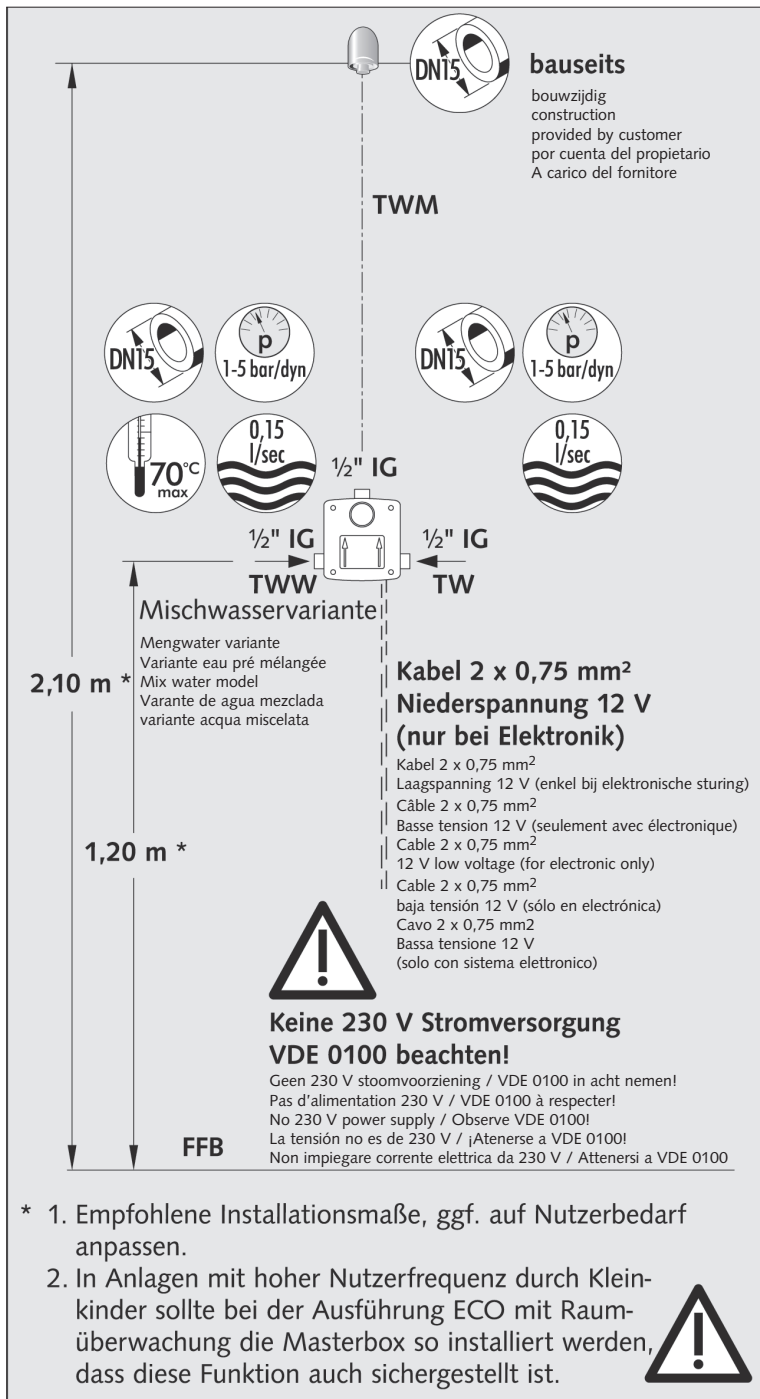 DN15
bauseits
bouwzijdig
construction
provided by customer
por cuenta del propietario
A carico del fornitore
TWM
DN15
p
1-5 bar/dyn
DN15
p
1-5 bar/dyn
70°C
max
0,15
l/sec
0,15
l/sec
½" IG
½" IG
TWW
½" IG
TW
Mischwasservariante
Mengwater variante
Variante eau pré mélangée
Mix water model
Varante de agua mezclada
variante acqua miscelata
2,10 m *
1,20 m *
Kabel 2 x 0,75 mm²
Niederspannung 12 V
(nur bei Elektronik)
Kabel 2 x 0,75 mm²
Laagspanning 12 V (enkel bij elektronische sturing)
Câble 2 x 0,75 mm²
Basse tension 12 V (seulement avec électronique)
Cable 2 x 0,75 mm²
12 V low voltage (for electronic only)
Cable 2 x 0,75 mm²
baja tensión 12 V (sólo en electrónica)
Cavo 2 x 0,75 mm2
Bassa tensione 12 V
(solo con sistema elettronico)
Keine 230 V Stromversorgung
VDE 0100 beachten!
Geen 230 V stoomvoorziening / VDE 0100 in acht nemen!
Pas d'alimentation 230 V / VDE 0100 à respecter!
No 230 V power supply / Observe VDE 0100!
La tensión no es de 230 V / ¡Atenerse a VDE 0100!
Non impiegare corrente elettrica da 230 V / Attenersi a VDE 0100
FFB
* 1. Empfohlene Installationsmaße, ggf. auf Nutzerbedarf
anpassen.
2. In Anlagen mit hoher Nutzerfrequenz durch Klein-
kinder sollte bei der Ausführung ECO mit Raum-
überwachung die Masterbox so installiert werden,
dass diese Funktion auch sichergestellt ist.